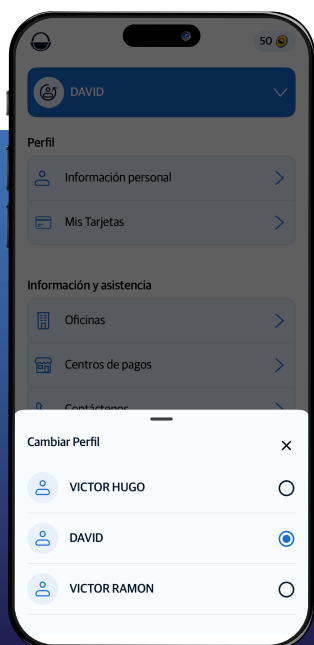 50
DAVID
Perfil
Información personal
Mis Tarjetas
Información y asistencia
Oficinas
Centros de pagos
Contáctenos
Cambiar Perfil
VICTOR HUGO
DAVID
VICTOR RAMON